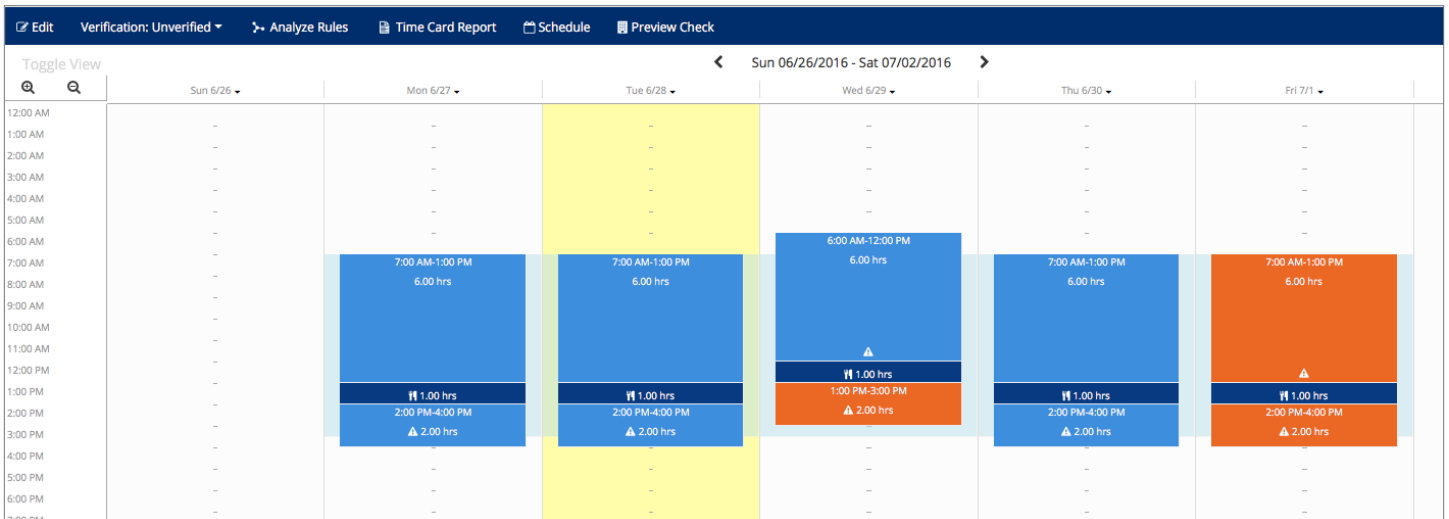 Edit Verification: Unverified Analyze Rules Time Card Report Schedule Preview Check
Toggle View
Sun 06/26/2016 - Sat 07/02/2016
Sun 6/26 Mon 6/27 Tue 6/28 Wed 6/29 Thu 6/30 Fri 7/1
12:00 AM
1:00 AM
2:00 AM
3:00 AM
4:00 AM
5:00 AM
6:00 AM
7:00 AM
8:00 AM
9:00 AM
10:00 AM
11:00 AM
12:00 PM
1:00 PM
2:00 PM
3:00 PM
4:00 PM
5:00 PM
6:00 PM
7:00 AM-1:00 PM
6.00 hrs
1.00 hrs
2:00 PM-4:00 PM
2.00 hrs
7:00 AM-1:00 PM
6.00 hrs
1.00 hrs
2:00 PM-4:00 PM
2.00 hrs
6:00 AM-12:00 PM
6.00 hrs
1.00 hrs
1:00 PM-3:00 PM
2.00 hrs
7:00 AM-1:00 PM
6.00 hrs
1.00 hrs
2:00 PM-4:00 PM
2.00 hrs
7:00 AM-1:00 PM
6.00 hrs
1.00 hrs
2:00 PM-4:00 PM
2.00 hrs